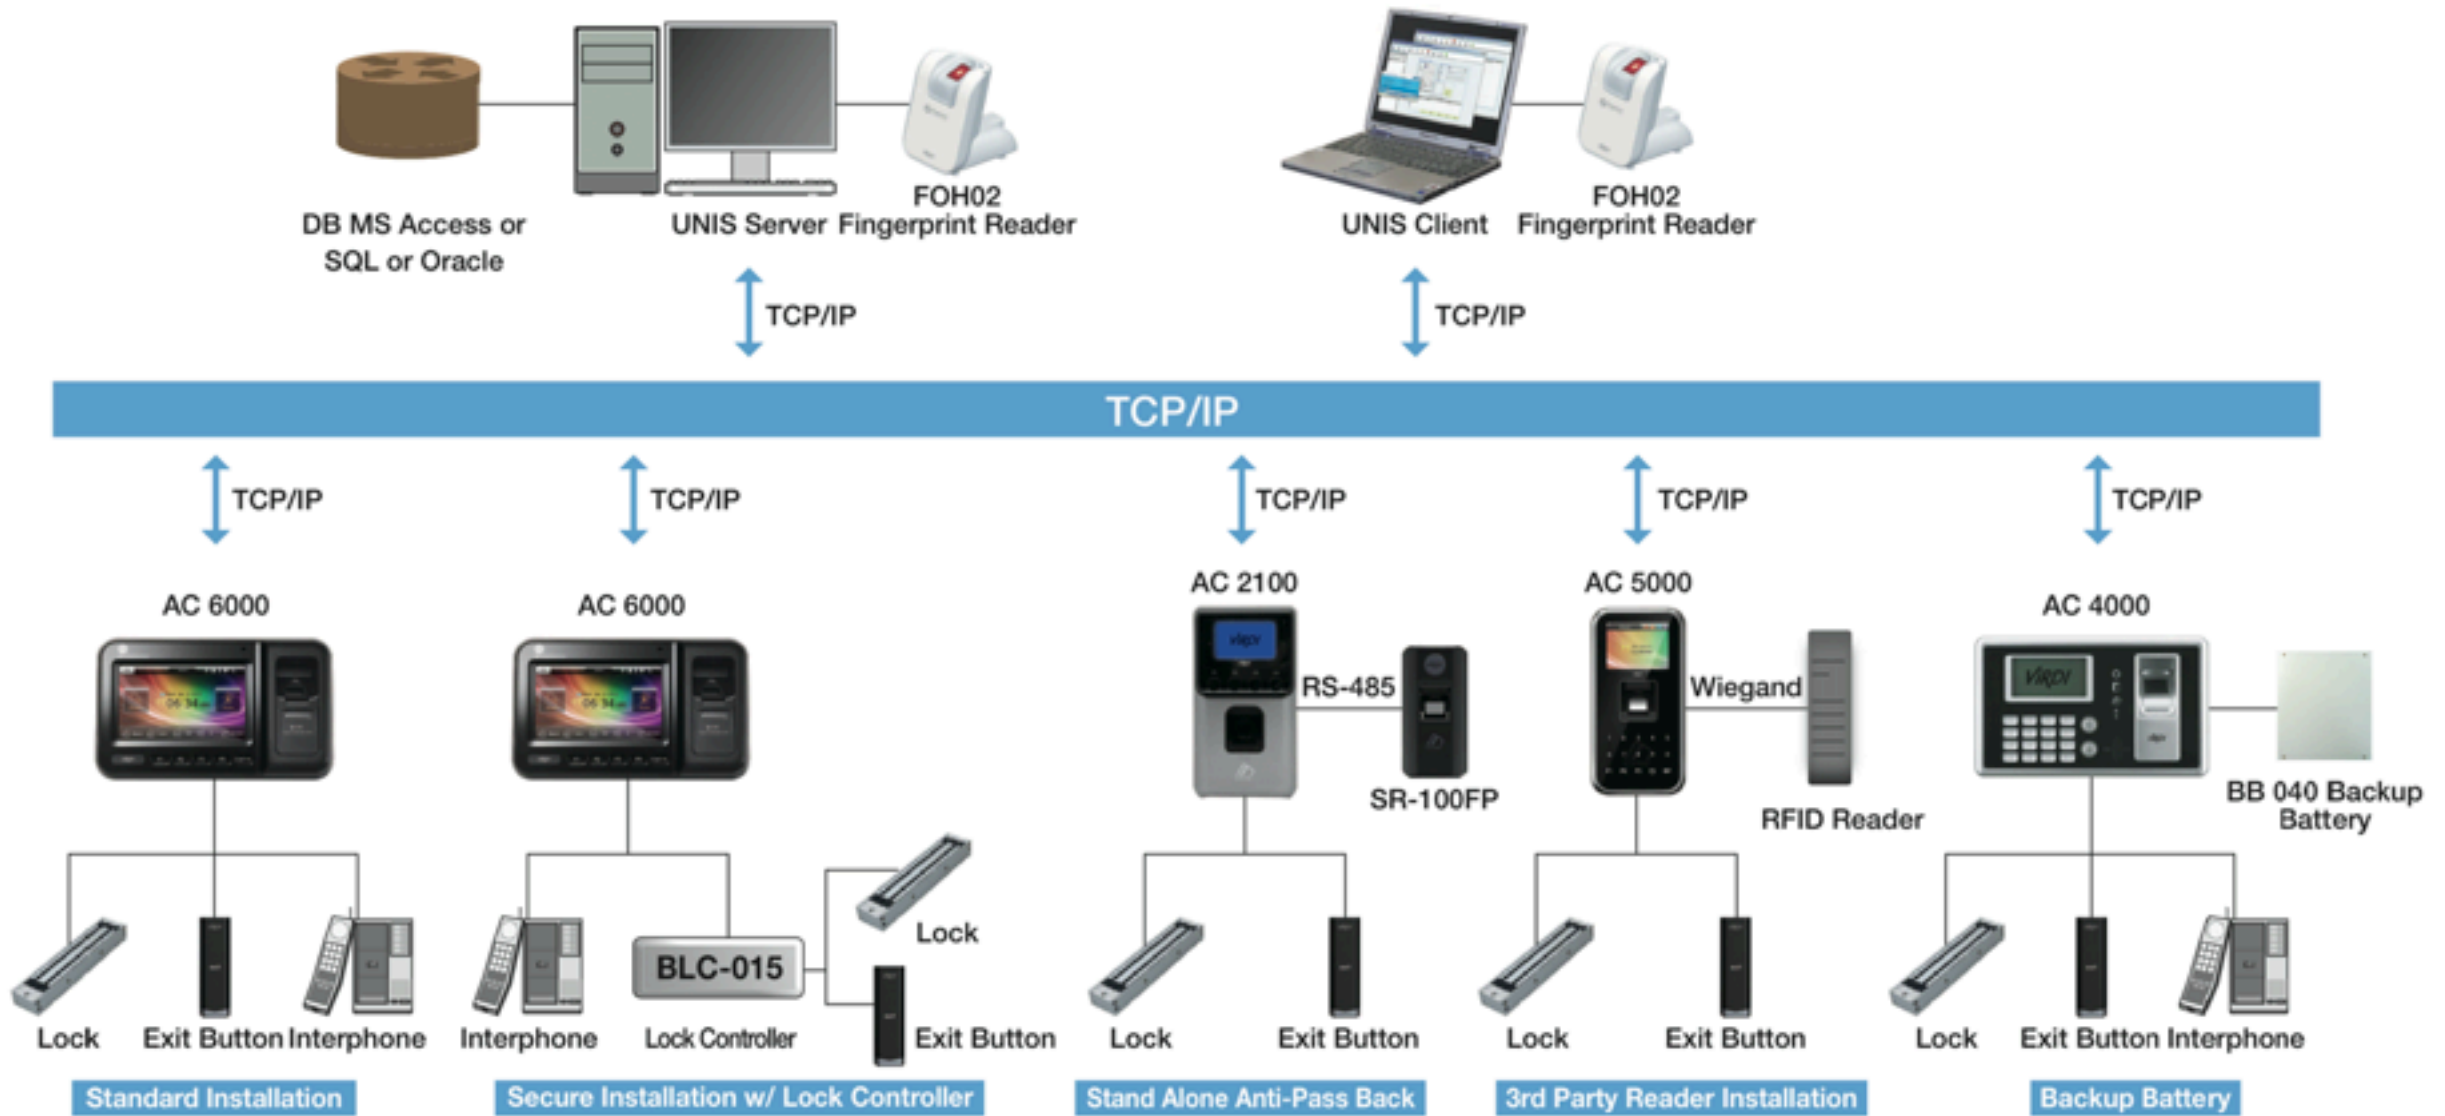 DB MS Access or
SQL or Oracle
UNIS Server
FOH02
Fingerprint Reader
UNIS Client
FOH02
Fingerprint Reader
TCP/IP
TCP/IP
TCP/IP
TCP/IP
TCP/IP
TCP/IP
TCP/IP
TCP/IP
AC 6000
AC 6000
AC 2100
AC 5000
AC 4000
VIRDI
VIRDI
RS-485
SR-100FP
Wiegand
RFID Reader
BB 040 Backup
Battery
Lock
Exit Button
Interphone
Interphone
BLC-015
Lock Controller
Lock
Exit Button
Lock
Exit Button
Lock
Exit Button
Lock
Exit Button
Interphone
Standard Installation
Secure Installation w/ Lock Controller
Stand Alone Anti-Pass Back
3rd Party Reader Installation
Backup Battery